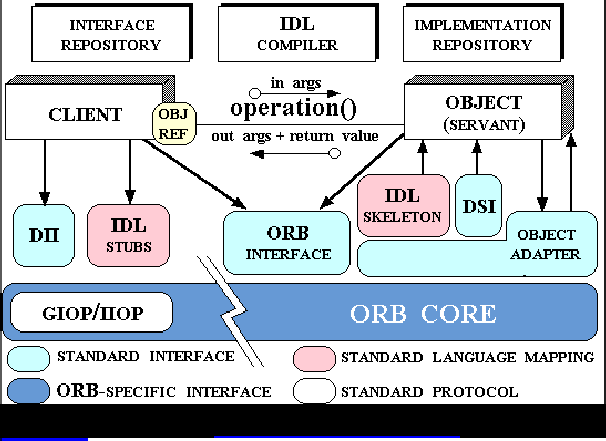 INTERFACE
REPOSITORY
IDL
COMPILER
IMPLEMENTATION
REPOSITORY
in args
CLIENT
OBJ
REF
operation()
OBJECT
(SERVANT)
out args + return value
DII
IDL
STUBS
ORB
INTERFACE
IDL
SKELETON
DSI
OBJECT
ADAPTER
GIOP/IIOP
ORB CORE
STANDARD INTERFACE
STANDARD LANGUAGE MAPPING
ORB-SPECIFIC INTERFACE
STANDARD PROTOCOL